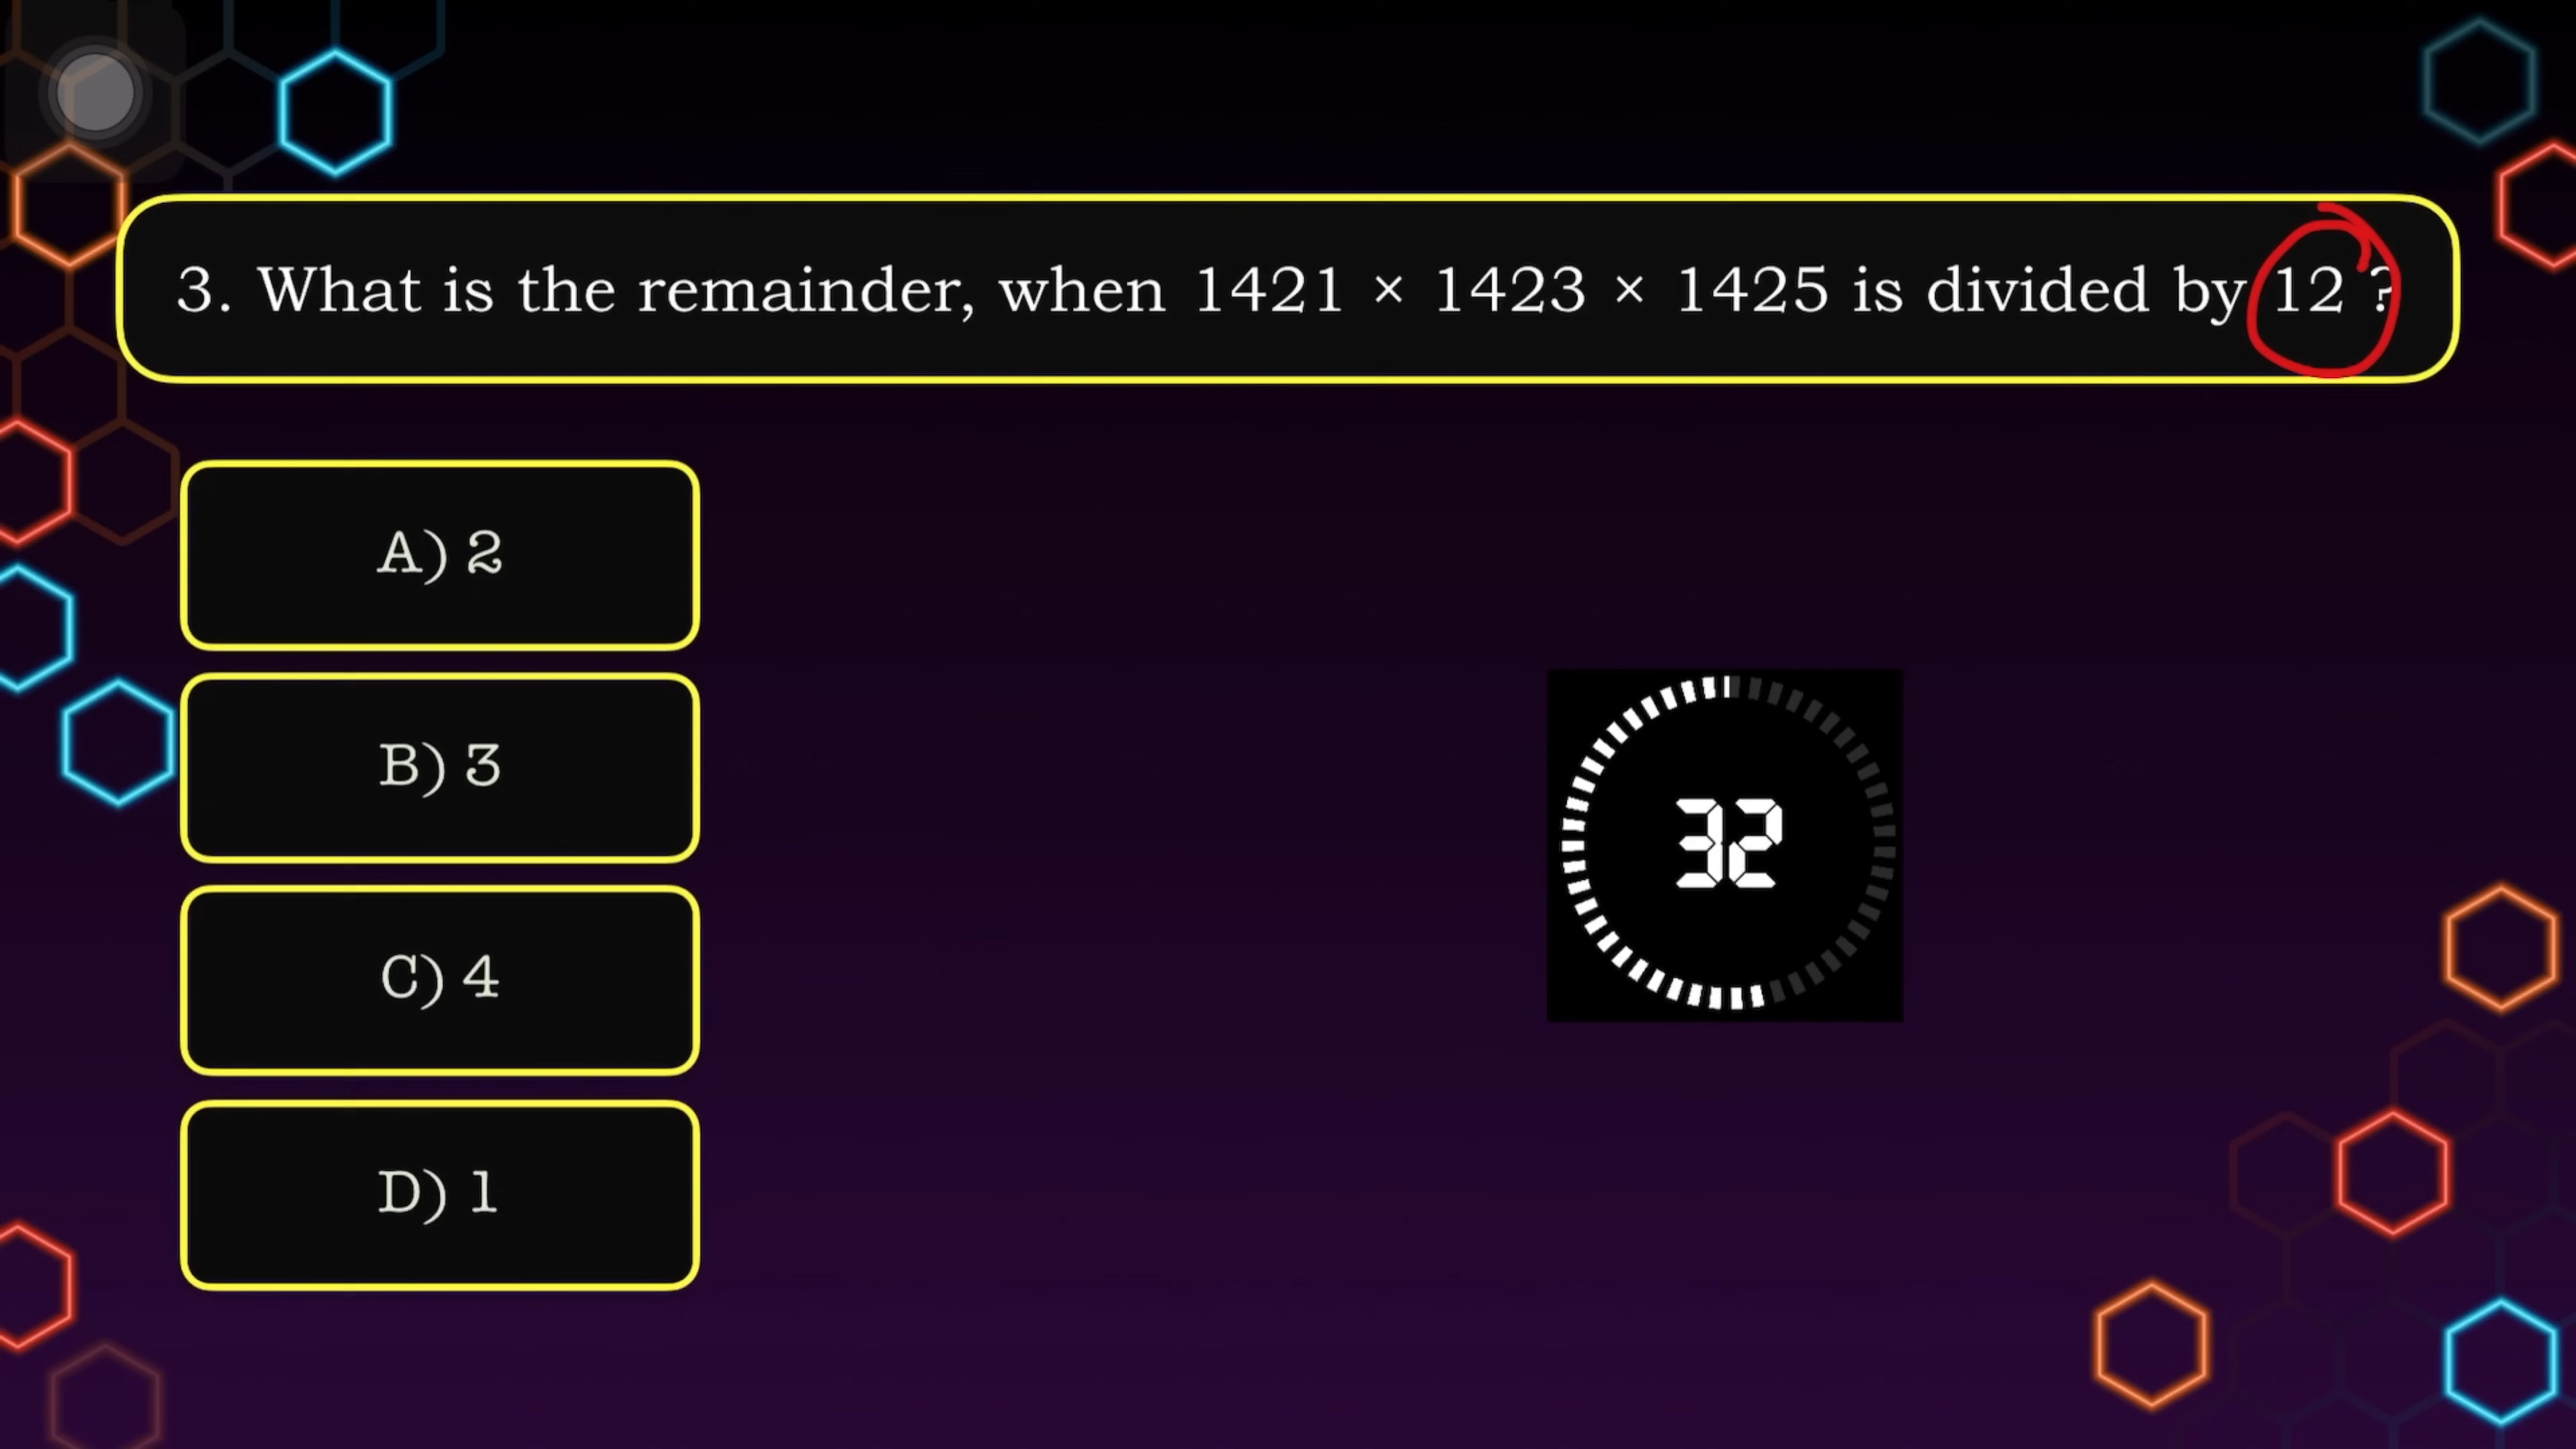 3. What is the remainder, when 1421 × 1423 × 1425 is divided by 12 ?
A) 2
B) 3
32
C) 4
D) 1